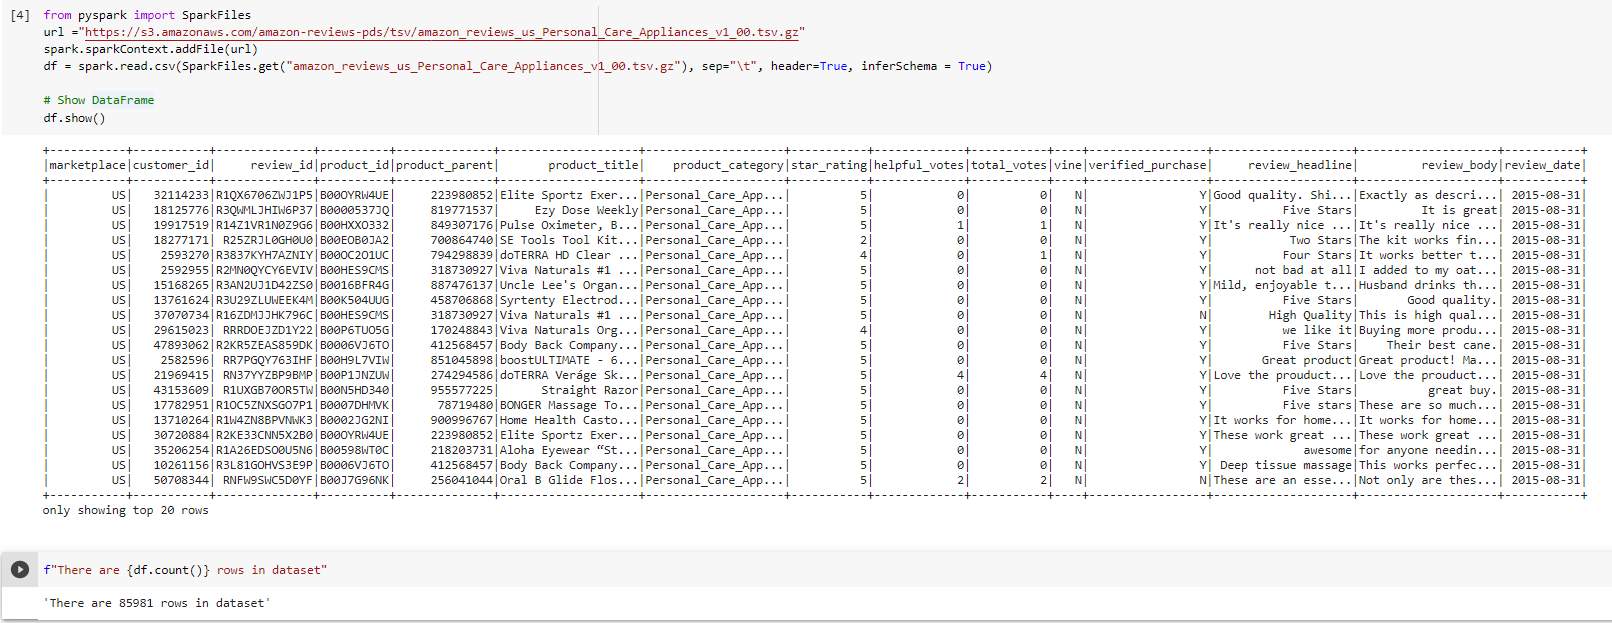 [4] from pyspark import SparkFiles
url ="https://s3.amazonaws.com/amazon-reviews-pds/tsv/amazon_reviews_us_Personal_Care_Appliances_v1_00.tsv.gz"
spark.sparkContext.addFile(url)
df = spark.read.csv(SparkFiles.get("amazon_reviews_us_Personal_Care_Appliances_v1_00.tsv.gz"), sep="\t", header=True, inferSchema = True)
# Show DataFrame
df.show()
+-----------+-----------+--------------+----------+--------------+--------------------+--------------------+-----------+-------------+-----------+----+-----------------+--------------------+--------------------+-----------+
|marketplace|customer_id|     review_id|product_id|product_parent|       product_title|    product_category|star_rating|helpful_votes|total_votes|vine|verified_purchase|     review_headline|         review_body|review_date|
+-----------+-----------+--------------+----------+--------------+--------------------+--------------------+-----------+-------------+-----------+----+-----------------+--------------------+--------------------+-----------+
|         US|   32114233|R1QX6706ZWJ1P5|B00OYRW4UE|     223980852|Elite Sportz Exer...|Personal_Care_App...|          5|            0|          0|   N|                Y|Good quality. Shi...|Exactly as descri...| 2015-08-31|
|         US|   18125776|R3QWMLJHIW6P37|B0000537JQ|     819771537|     Ezy Dose Weekly|Personal_Care_App...|          5|            0|          0|   N|                Y|          Five Stars|         It is great| 2015-08-31|
|         US|   19917519|R14Z1VR1N0Z9G6|B00HXXO332|     849307176|Pulse Oximeter, B...|Personal_Care_App...|          5|            1|          1|   N|                Y|It's really nice ...|It's really nice ...| 2015-08-31|
|         US|   18277171| R25ZRJL0GH0U0|B00EOB0JA2|     700864740|SE Tools Tool Kit...|Personal_Care_App...|          2|            0|          0|   N|                Y|           Two Stars|The kit works fin...| 2015-08-31|
|         US|    2593270|R3837KYH7AZNIY|B00OC2O1UC|     794298839|doTERRA HD Clear ...|Personal_Care_App...|          4|            0|          1|   N|                Y|          Four Stars|It works better t...| 2015-08-31|
|         US|    2592955|R2MN0QYCY6EVIV|B00HES9CMS|     318730927|Viva Naturals #1 ...|Personal_Care_App...|          5|            0|          0|   N|                Y|      not bad at all|I added to my oat...| 2015-08-31|
|         US|   15168265|R3AN2UJ1D42ZS0|B0016BFR4G|     887476137|Uncle Lee's Organ...|Personal_Care_App...|          5|            0|          0|   N|                Y|Mild, enjoyable t...|Husband drinks th...| 2015-08-31|
|         US|   13761624|R3U29ZLUWEEK4M|B00K504UUG|     458706868|Syrtenty Electrod...|Personal_Care_App...|          5|            0|          0|   N|                Y|          Five Stars|       Good quality.| 2015-08-31|
|         US|   37070734|R16ZDMJJHK796C|B00HES9CMS|     318730927|Viva Naturals #1 ...|Personal_Care_App...|          5|            0|          0|   N|                N|        High Quality|This is high qual...| 2015-08-31|
|         US|   29615023| RRRDOEJZD1Y22|B00P6TUO5G|     170248843|Viva Naturals Org...|Personal_Care_App...|          4|            0|          0|   N|                Y|          we like it|Buying more produ...| 2015-08-31|
|         US|   47893062|R2KR5ZEAS859DK|B0006VJ6TO|     412568457|Body Back Company...|Personal_Care_App...|          5|            0|          0|   N|                Y|          Five Stars|    Their best cane.| 2015-08-31|
|         US|    2582596| RR7PGQY763IHF|B00H9L7VIW|     851045898|boostULTIMATE - 6...|Personal_Care_App...|          5|            0|          0|   N|                Y|       Great product|Great product! Ma...| 2015-08-31|
|         US|   21969415| RN37YYZBP9BMP|B00P1JNZUW|     274294586|doTERRA Veráge Sk...|Personal_Care_App...|          5|            4|          4|   N|                Y|Love the prouduct...|Love the prouduct...| 2015-08-31|
|         US|   43153609| R1UXGB70OR5TW|B00N5HD340|     955577225|      Straight Razor|Personal_Care_App...|          5|            0|          0|   N|                Y|          Five Stars|          great buy.| 2015-08-31|
|         US|   17782951|R1OC5ZNXSGO7P1|B0007DHMVK|      78719480|BONGER Massage To...|Personal_Care_App...|          5|            0|          0|   N|                Y|          Five stars|These are so much...| 2015-08-31|
|         US|   13710264|R1W4ZN8BPVNWK3|B0002JG2NI|     900996767|Home Health Casto...|Personal_Care_App...|          5|            0|          0|   N|                Y|It works for home...|It works for home...| 2015-08-31|
|         US|   30720884|R2KE33CNN5X2B0|B00OYRW4UE|     223980852|Elite Sportz Exer...|Personal_Care_App...|          5|            0|          0|   N|                Y|These work great ...|These work great ...| 2015-08-31|
|         US|   35206254|R1A26EDSO0U5N6|B00598WT0C|     218203731|Aloha Eyewear “St...|Personal_Care_App...|          5|            0|          0|   N|                Y|             awesome|for anyone needin...| 2015-08-31|
|         US|   10261156|R3L81GOHVS3E9P|B0006VJ6TO|     412568457|Body Back Company...|Personal_Care_App...|          5|            0|          0|   N|                Y| Deep tissue massage|This works perfec...| 2015-08-31|
|         US|   50708344| RNFW9SWC5D0YF|B00J7G96NK|     256041044|Oral B Glide Flos...|Personal_Care_App...|          5|            2|          2|   N|                N|These are an esse...|Not only are thes...| 2015-08-31|
+-----------+-----------+--------------+----------+--------------+--------------------+--------------------+-----------+-------------+-----------+----+-----------------+--------------------+--------------------+-----------+
only showing top 20 rows
f"There are {df.count()} rows in dataset"
'There are 85981 rows in dataset'